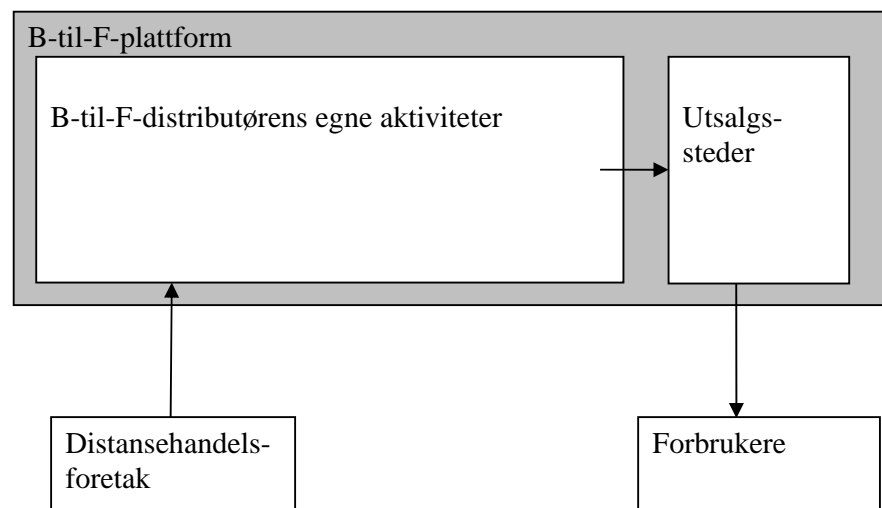 B-til-F-plattform
B-til-F-distributørens egne aktiviteter
Utsalgs-
steder
Distansehandels-
foretak
Forbrukere